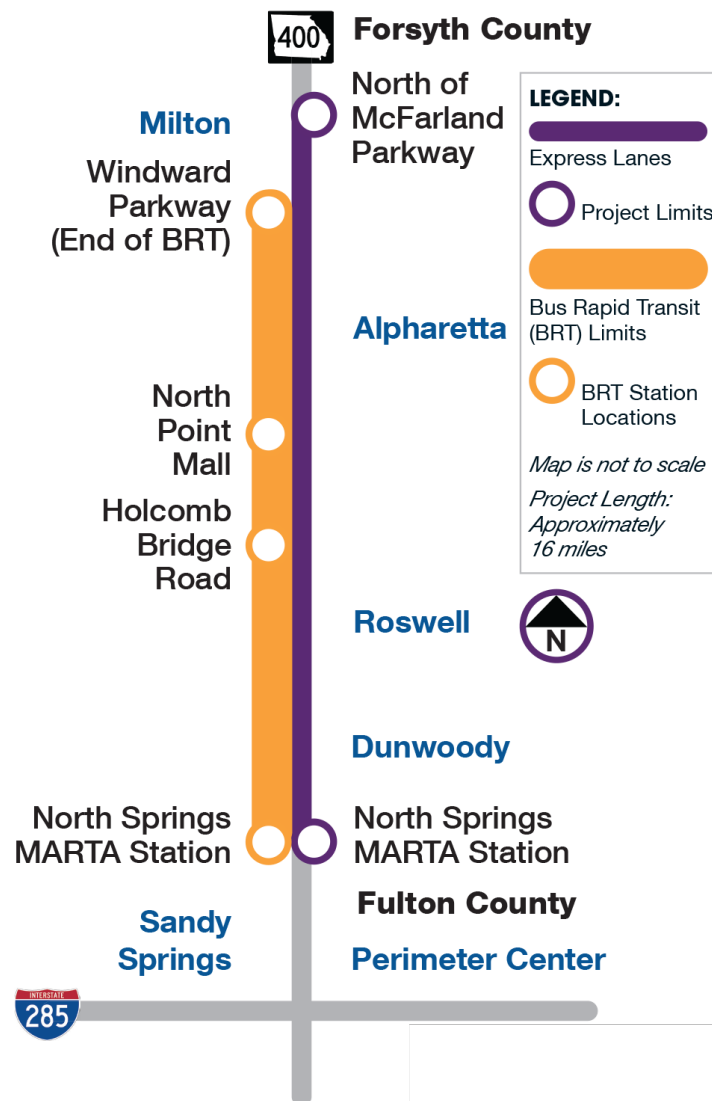 400
Forsyth County
North of
McFarland
Parkway
Milton
Windward
Parkway
(End of BRT)
Alpharetta
North
Point
Mall
Holcomb
Bridge
Road
Roswell
Dunwoody
North Springs
MARTA Station
North Springs
MARTA Station
Fulton County
Sandy
Springs
Perimeter Center
INTERSTATE
285
LEGEND:
Express Lanes
Project Limits
Bus Rapid Transit
(BRT) Limits
BRT Station
Locations
Map is not to scale
Project Length:
Approximately
16 miles
N